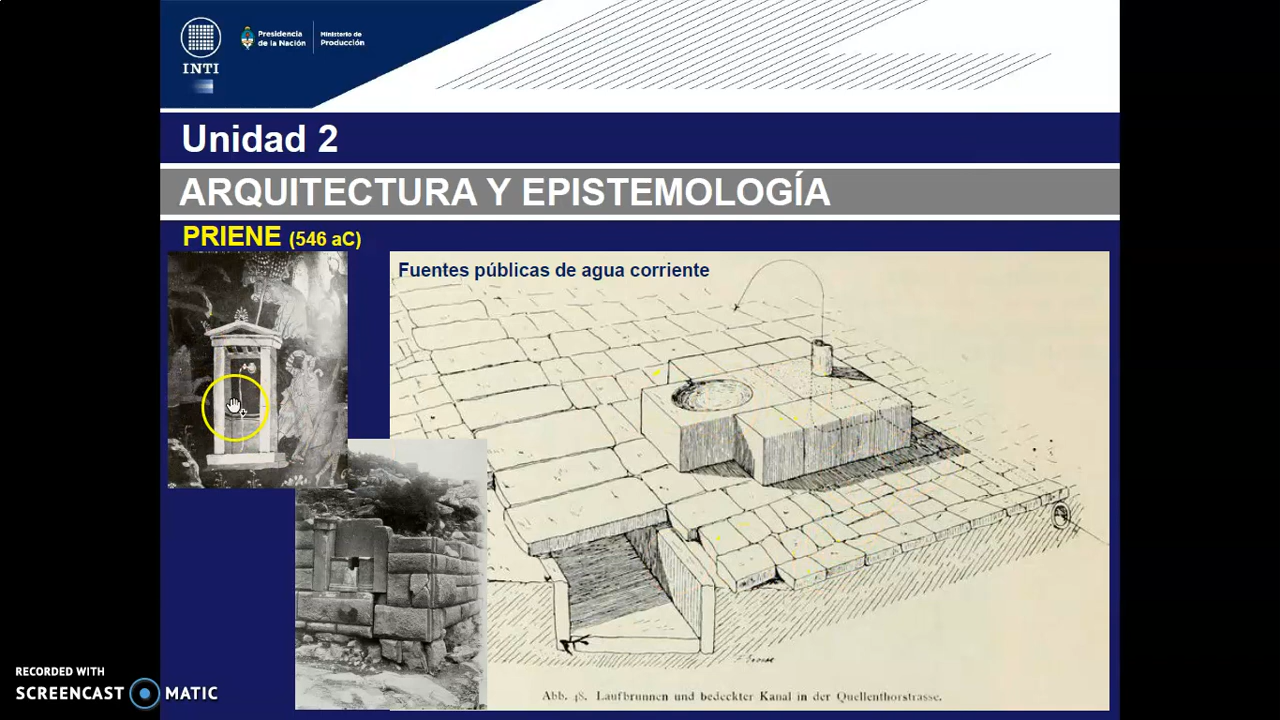 INTI
Presidencia
de la Nación
Ministerio de
Producción
Unidad 2
ARQUITECTURA Y EPISTEMOLOGÍA
PRIENE (546 aC)
Fuentes públicas de agua corriente
Abb. 48. Laufbrunnen und bedeckter Kanal in der Quellenthorstrasse.
RECORDED WITH
SCREENCAST MATIC